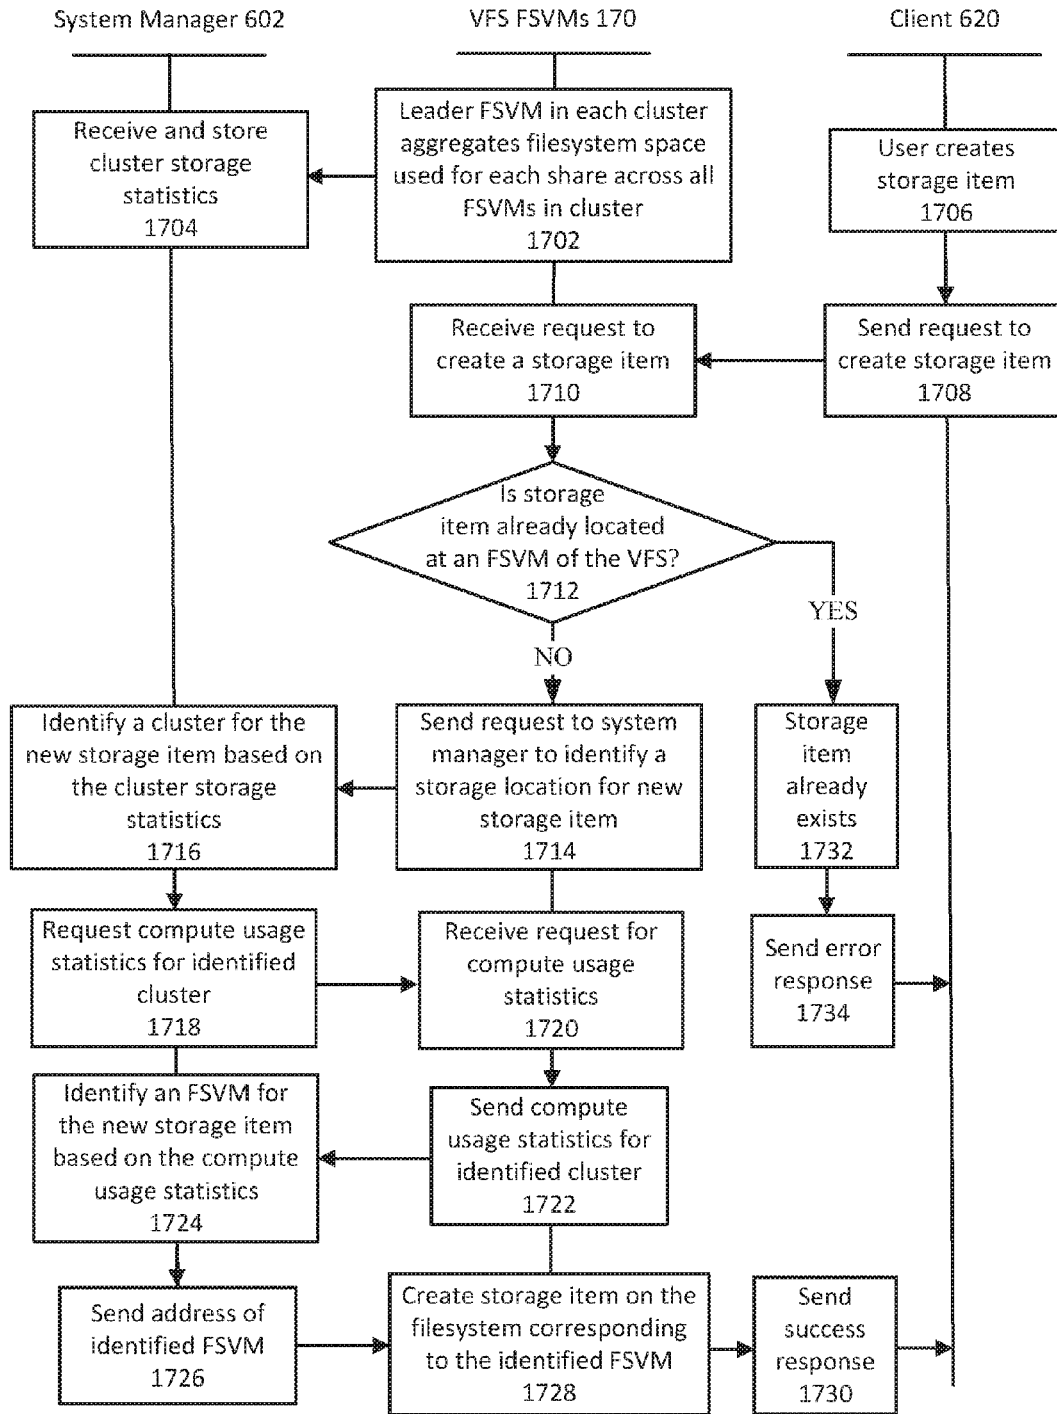 System Manager 602
VFS FSVMs 170
Client 620
Receive and store
cluster storage
statistics
1704
Leader FSVM in each cluster
aggregates filesystem space
used for each share across all
FSVMs in cluster
1702
User creates
storage item
1706
Receive request to
create a storage item
1710
Send request to
create storage item
1708
Is storage
item already located
at an FSVM of the VFS?
1712
YES
NO
Identify a cluster for the
new storage item based on
the cluster storage
statistics
1716
Send request to system
manager to identify a
storage location for new
storage item
1714
Storage
item
already
exists
1732
Request compute usage
statistics for identified
cluster
1718
Receive request for
compute usage
statistics
1720
Send error
response
1734
Identify an FSVM for
the new storage item
based on the compute
usage statistics
1724
Send compute
usage statistics for
identified cluster
1722
Send address of
identified FSVM
1726
Create storage item on the
filesystem corresponding
to the identified FSVM
1728
Send
success
response
1730